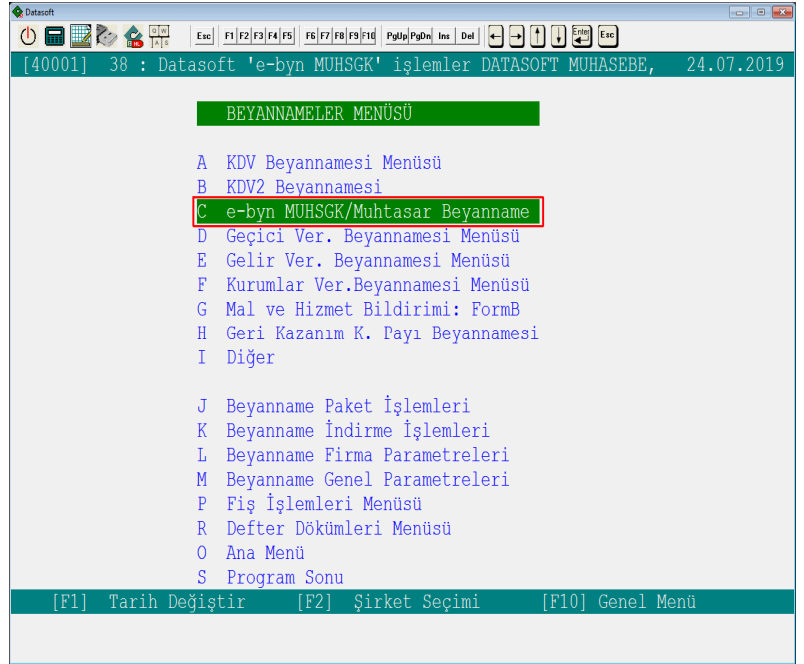 Datasoft
Q W
A S
Esc F1 F2 F3 F4 F5 F6 F7 F8 F9 F10 PgUp PgDn Ins Del Enter Esc
[40001] 38 : Datasoft 'e-byn MUHSGK' işlemler DATASOFT MUHASEBE, 24.07.2019
BEYANNAMELER MENÜSÜ
A KDV Beyannamesi Menüsü
B KDV2 Beyannamesi
C e-byn MUHSGK/Muhtasar Beyanname
D Geçici Ver. Beyannamesi Menüsü
E Gelir Ver. Beyannamesi Menüsü
F Kurumlar Ver.Beyannamesi Menüsü
G Mal ve Hizmet Bildirimi: FormB
H Geri Kazanım K. Payı Beyannamesi
I Diğer
J Beyanname Paket İşlemleri
K Beyanname İndirme İşlemleri
L Beyanname Firma Parametreleri
M Beyanname Genel Parametreleri
P Fiş İşlemleri Menüsü
R Defter Dökümleri Menüsü
O Ana Menü
S Program Sonu
[F1] Tarih Değiştir [F2] Şirket Seçimi [F10] Genel Menü